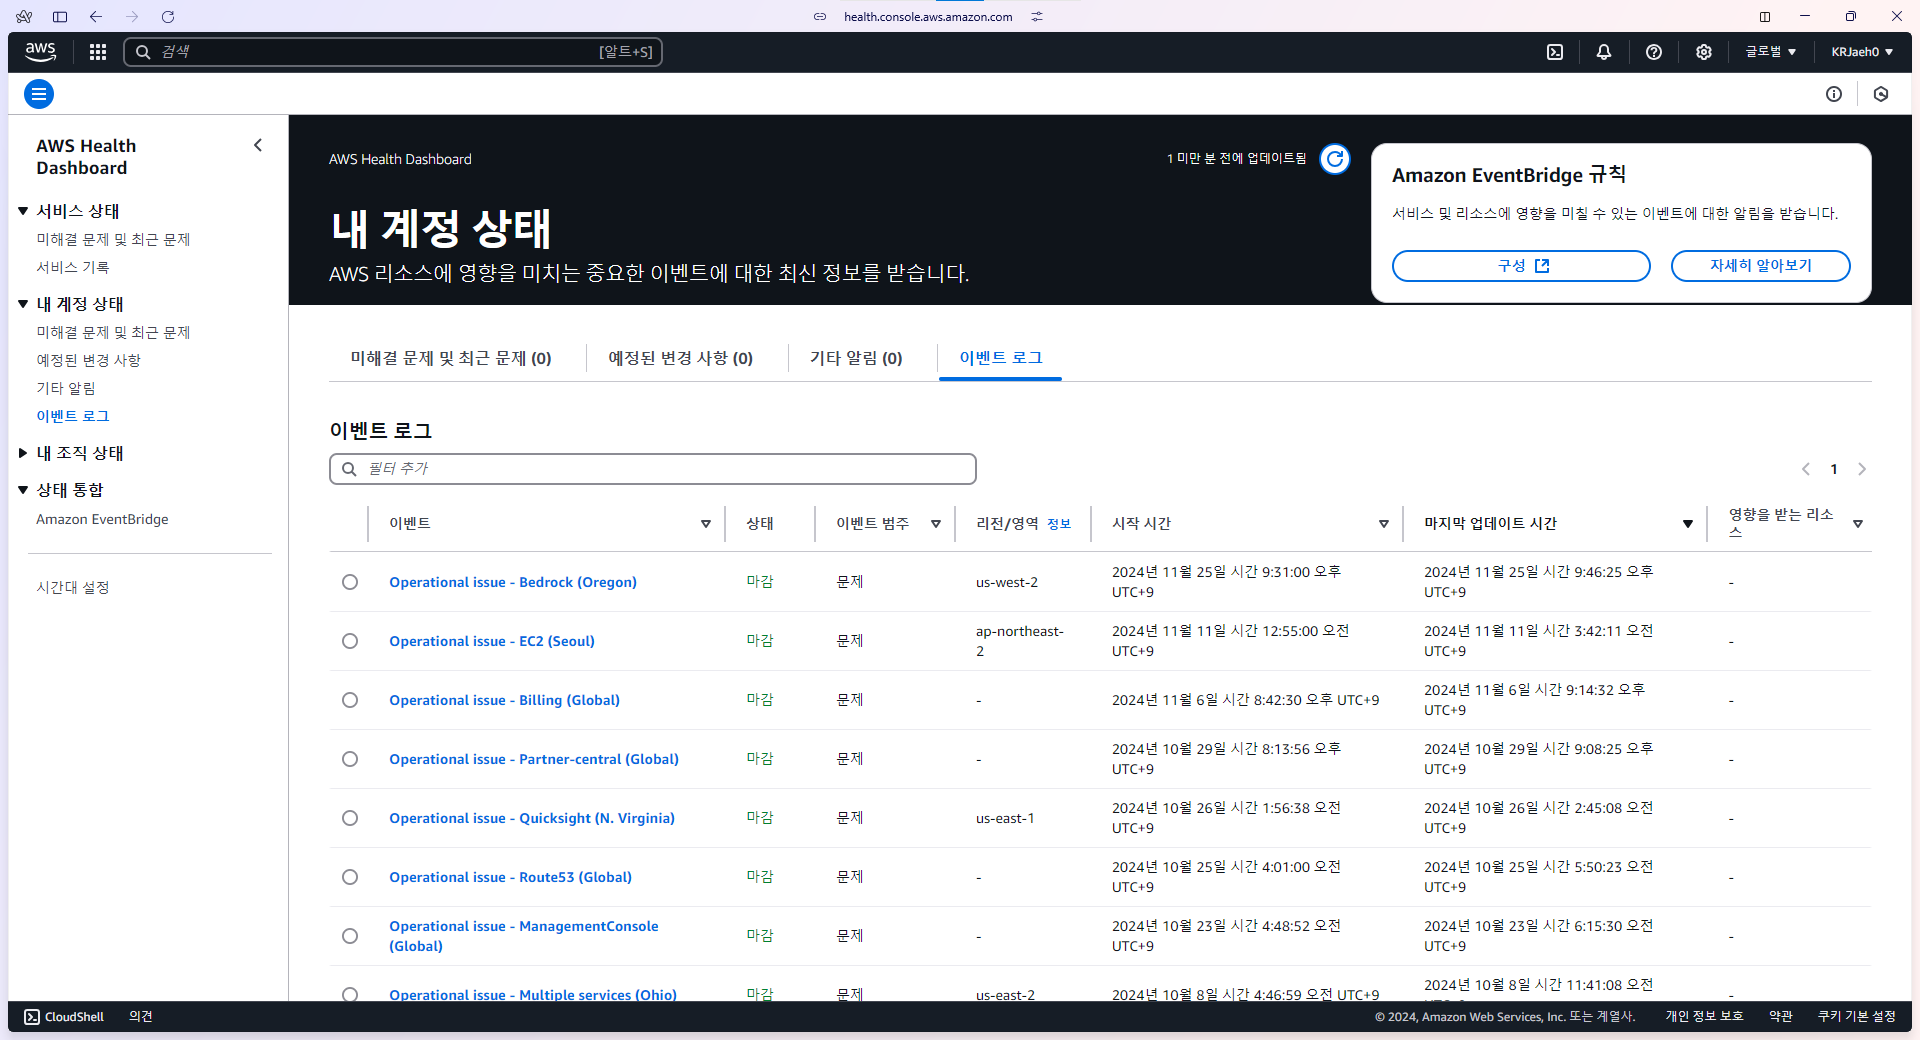 health.console.aws.amazon.com
aws
검색
[알트+S]
글로벌
KRJaeh0
AWS Health
Dashboard
서비스 상태
미해결 문제 및 최근 문제
서비스 기록
내 계정 상태
미해결 문제 및 최근 문제
예정된 변경 사항
기타 알림
이벤트 로그
내 조직 상태
상태 통합
Amazon EventBridge
시간대 설정
AWS Health Dashboard
1 미만 분 전에 업데이트됨
내 계정 상태
AWS 리소스에 영향을 미치는 중요한 이벤트에 대한 최신 정보를 받습니다.
Amazon EventBridge 규칙
서비스 및 리소스에 영향을 미칠 수 있는 이벤트에 대한 알림을 받습니다.
구성
자세히 알아보기
미해결 문제 및 최근 문제 (0)
예정된 변경 사항 (0)
기타 알림 (0)
이벤트 로그
이벤트 로그
필터 추가
1
이벤트
상태
이벤트 범주
리전/영역 정보
시작 시간
마지막 업데이트 시간
영향을 받는 리소
스
Operational issue - Bedrock (Oregon)
마감
문제
us-west-2
2024년 11월 25일 시간 9:31:00 오후
UTC+9
2024년 11월 25일 시간 9:46:25 오후
UTC+9
-
Operational issue - EC2 (Seoul)
마감
문제
ap-northeast-
2
2024년 11월 11일 시간 12:55:00 오전
UTC+9
2024년 11월 11일 시간 3:42:11 오전
UTC+9
-
Operational issue - Billing (Global)
마감
문제
-
2024년 11월 6일 시간 8:42:30 오후 UTC+9
2024년 11월 6일 시간 9:14:32 오후
UTC+9
-
Operational issue - Partner-central (Global)
마감
문제
-
2024년 10월 29일 시간 8:13:56 오후
UTC+9
2024년 10월 29일 시간 9:08:25 오후
UTC+9
-
Operational issue - Quicksight (N. Virginia)
마감
문제
us-east-1
2024년 10월 26일 시간 1:56:38 오전
UTC+9
2024년 10월 26일 시간 2:45:08 오전
UTC+9
-
Operational issue - Route53 (Global)
마감
문제
-
2024년 10월 25일 시간 4:01:00 오전
UTC+9
2024년 10월 25일 시간 5:50:23 오전
UTC+9
-
Operational issue - ManagementConsole
(Global)
마감
문제
-
2024년 10월 23일 시간 4:48:52 오전
UTC+9
2024년 10월 23일 시간 6:15:30 오전
UTC+9
-
Operational issue - Multiple services (Ohio)
마감
문제
us-east-2
2024년 10월 8일 시간 4:46:59 오전 UTC+9
2024년 10월 8일 시간 11:41:08 오전
-
CloudShell
의견
© 2024, Amazon Web Services, Inc. 또는 계열사.
개인 정보 보호
약관
쿠키 기본 설정